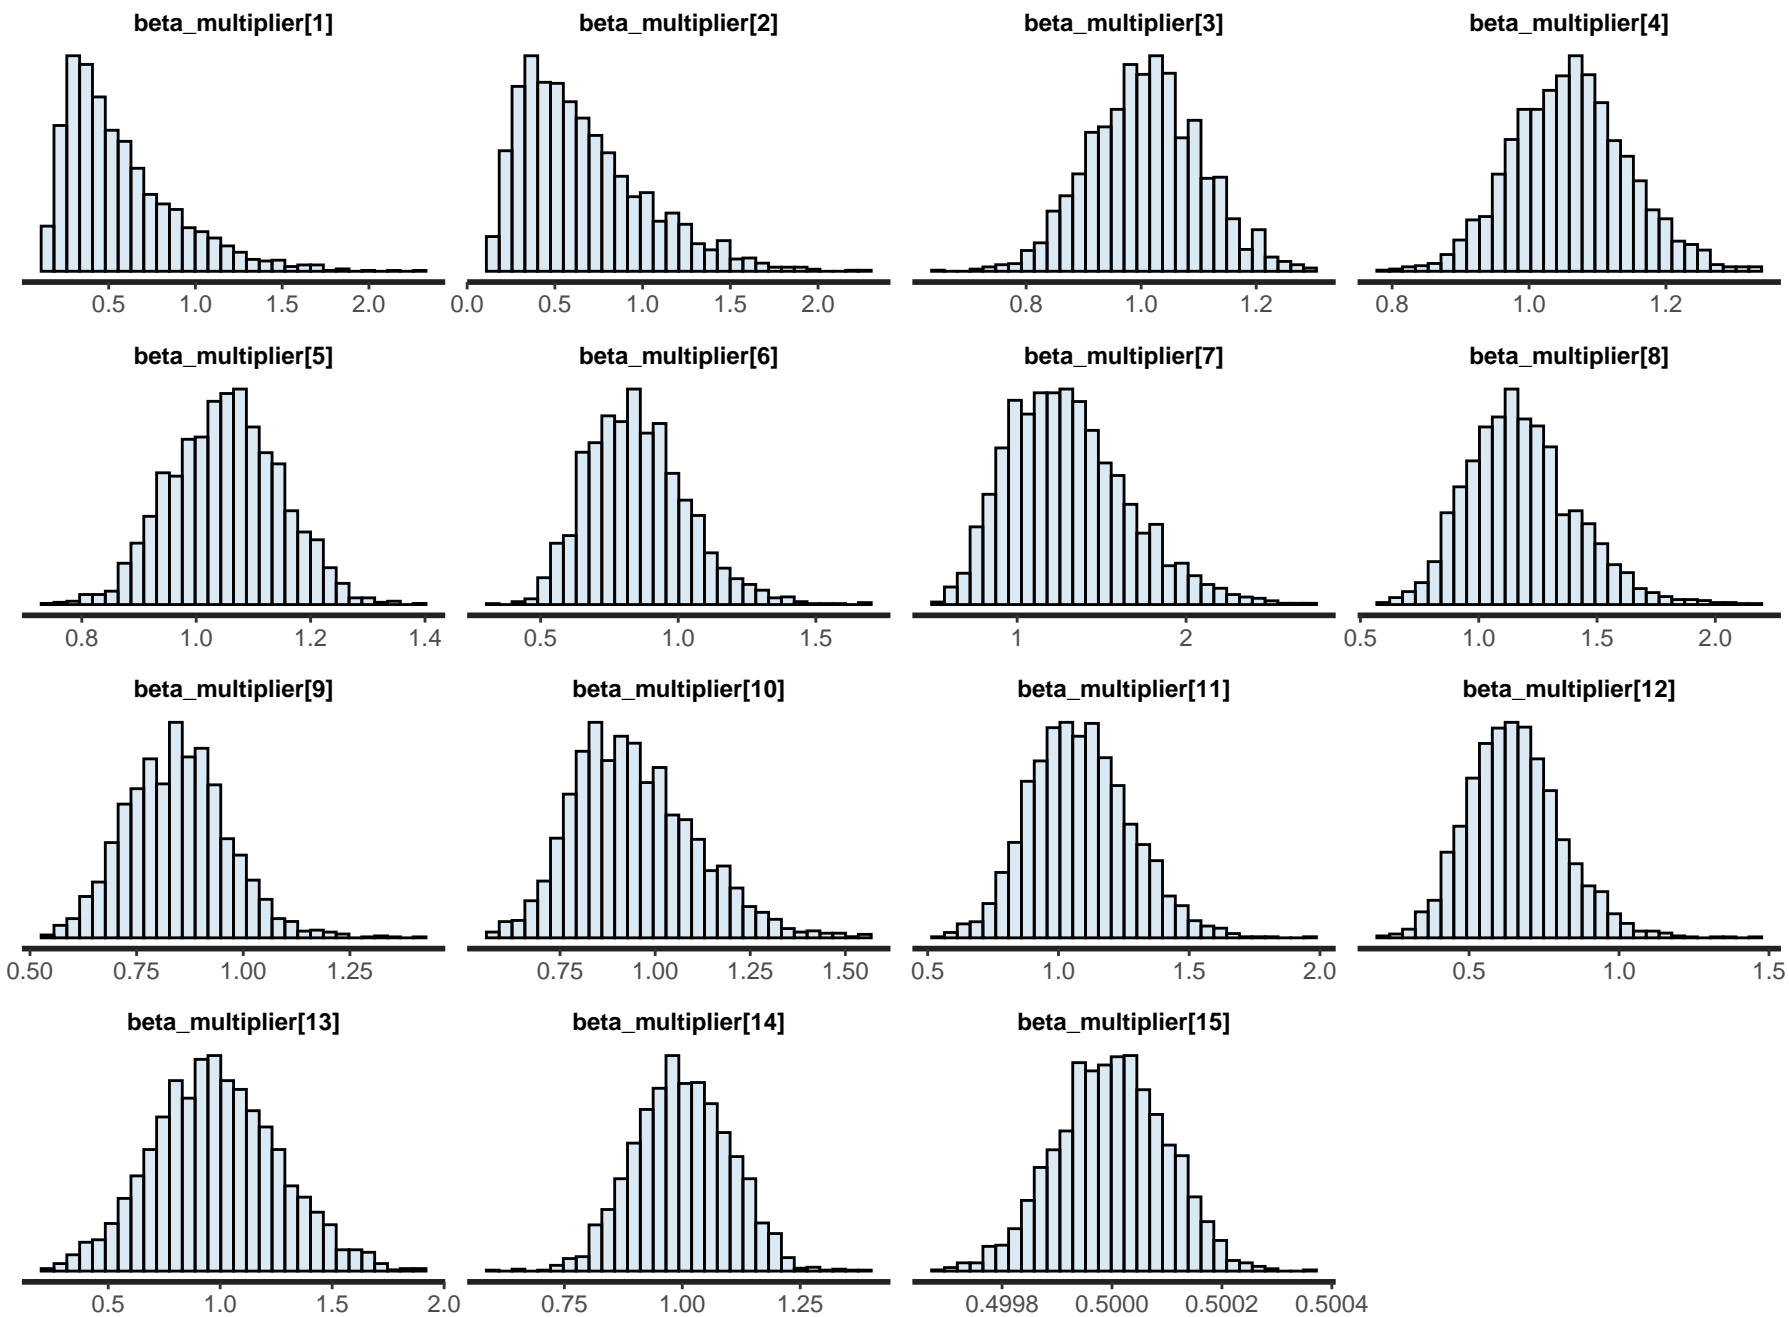 beta_multiplier[1] beta_multiplier[2] beta_multiplier[3] beta_multiplier[4]
0.5 1.0 1.5 2.0 0.0 0.5 1.0 1.5 2.0 0.8 1.0 1.2 0.8 1.0 1.2
beta_multiplier[5] beta_multiplier[6] beta_multiplier[7] beta_multiplier[8]
0.8 1.0 1.2 1.4 0.5 1.0 1.5 1 2 0.5 1.0 1.5 2.0
beta_multiplier[9] beta_multiplier[10] beta_multiplier[11] beta_multiplier[12]
0.50 0.75 1.00 1.25 0.75 1.00 1.25 1.50 0.5 1.0 1.5 2.0 0.5 1.0 1.5
beta_multiplier[13] beta_multiplier[14] beta_multiplier[15]
0.5 1.0 1.5 2.0 0.75 1.00 1.25 0.4998 0.5000 0.5002 0.5004